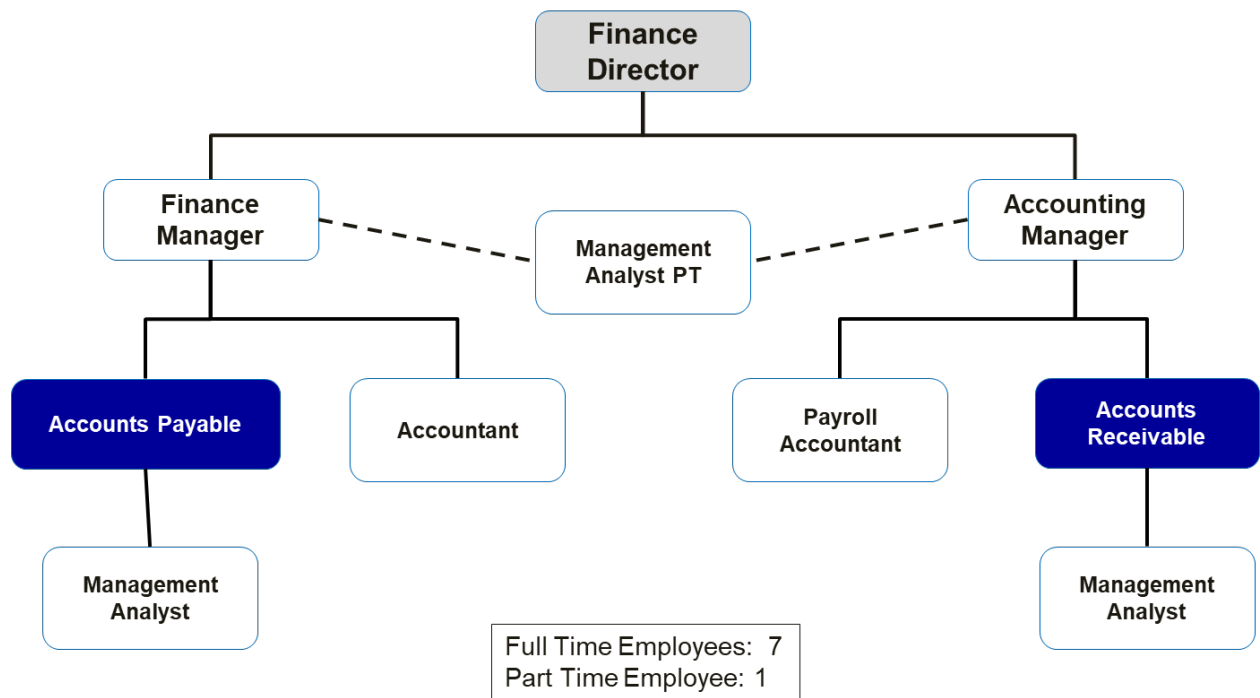 Finance
Director
Finance
Manager
Management
Analyst PT
Accounting
Manager
Accounts Payable
Accountant
Payroll
Accountant
Accounts
Receivable
Management
Analyst
Management
Analyst
Full Time Employees: 7
Part Time Employee: 1